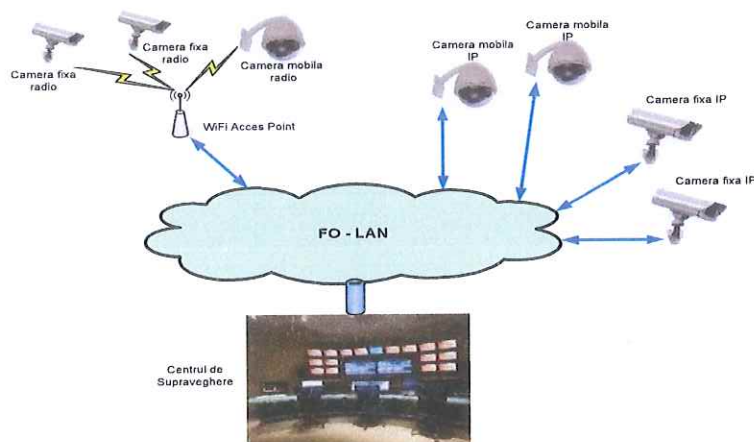 Camera fixa
radio
Camera fixa
radio
Camera mobila
radio
WiFi Acces Point
Camera mobila
IP
Camera mobila
IP
Camera fixa IP
Camera fixa IP
FO - LAN
Centrul de
Supraveghere